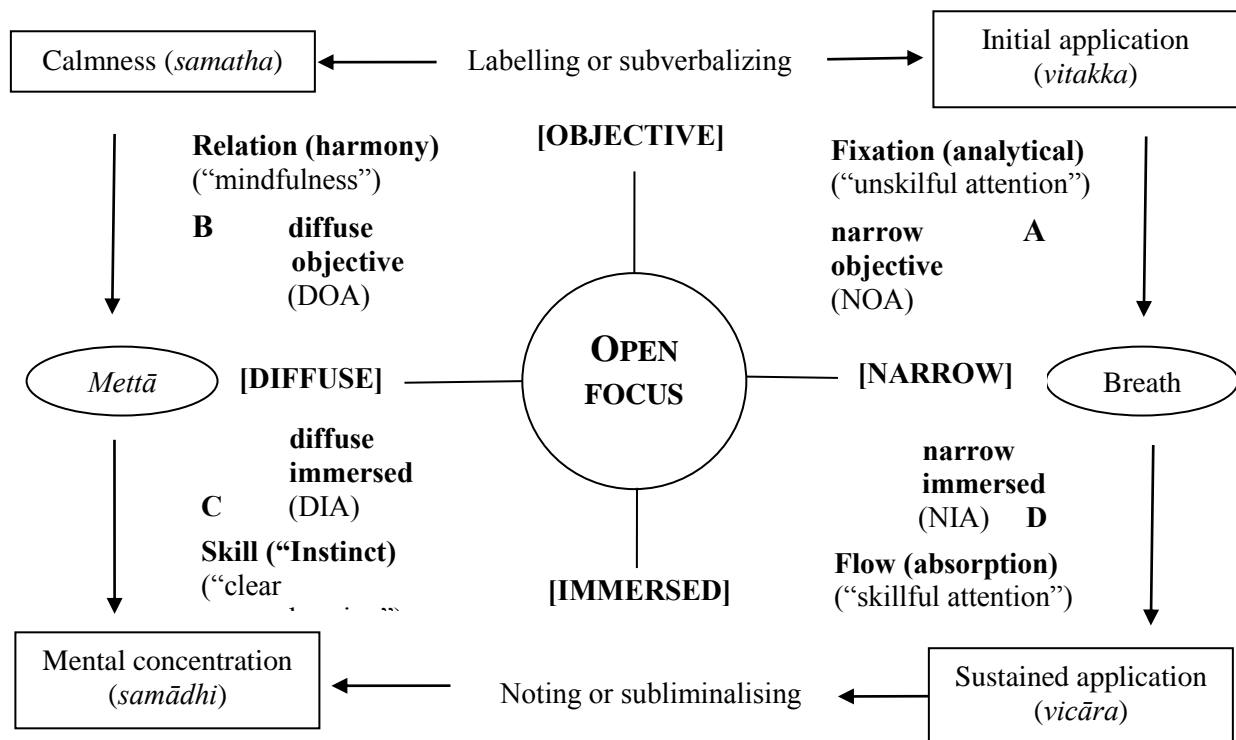 Calmness (samatha)
Labelling or subverbalizing
Initial application
(vitakka)
[OBJECTIVE]
Relation (harmony)
(“mindfulness”)
B diffuse
objective
(DOA)
Fixation (analytical)
(“unskilful attention”)
narrow A
objective
(NOA)
Mettā
[DIFFUSE]
OPEN
FOCUS
[NARROW]
Breath
diffuse
immersed
C (DIA)
Skill (“Instinct)
(“clear
narrow
immersed
(NIA) D
Flow (absorption)
(“skillful attention”)
[IMMERSED]
Mental concentration
(samādhi)
Noting or subliminalising
Sustained application
(vicāra)